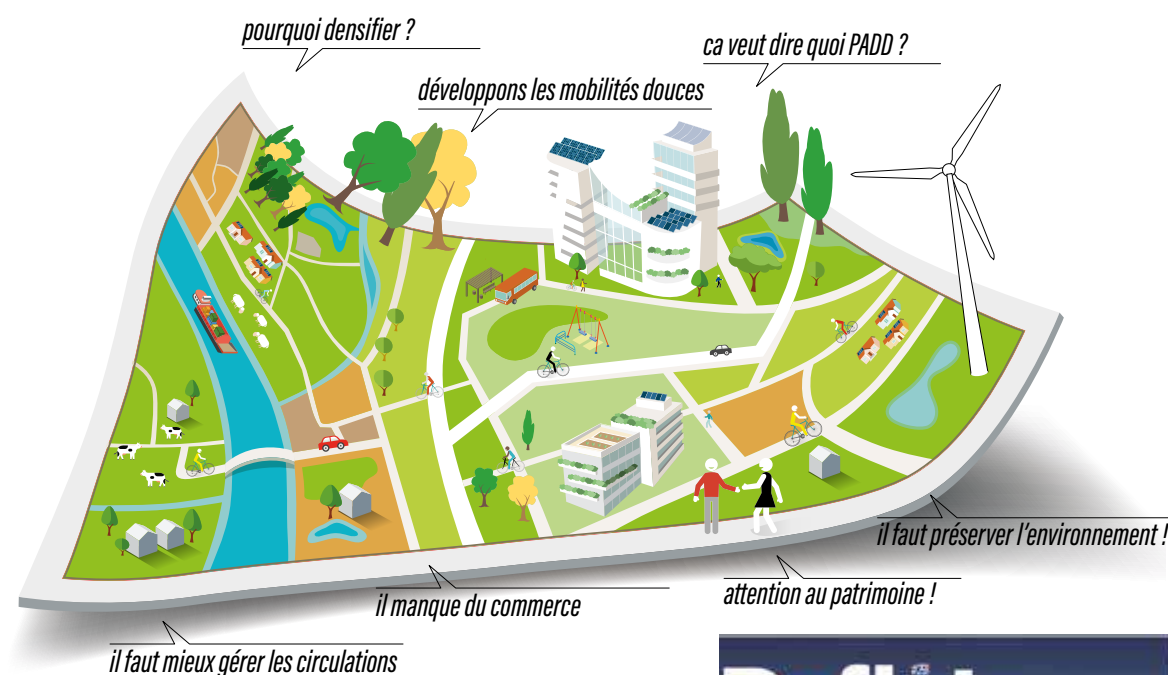 pourquoi densifier ?
ca veut dire quoi PADD ?
développons les mobilités douces
il faut préserver l'environnement !
attention au patrimoine !
il manque du commerce
il faut mieux gérer les circulations